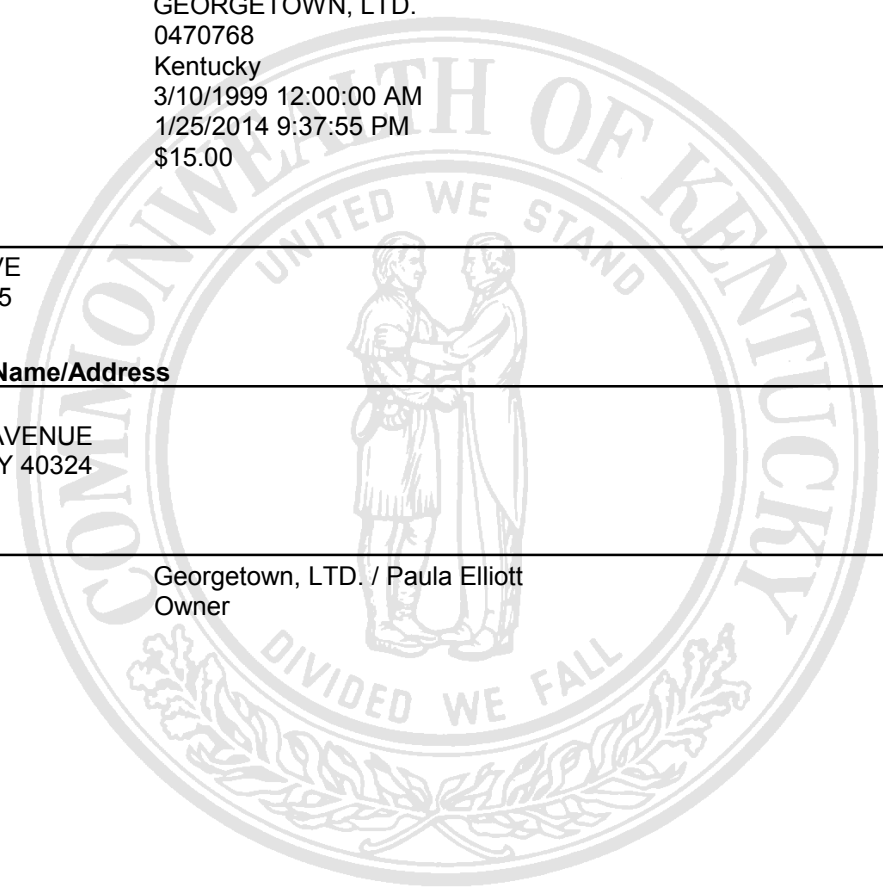 GEORGETOWN, LTD.
0470768
Kentucky
3/10/1999 12:00:00 AM
1/25/2014 9:37:55 PM
$15.00
VE
5
Name/Address
AVENUE
Y 40324
Georgetown, LTD. / Paula Elliott
Owner
COMMONWEALTH OF KENTUCKY
UNITED WE STAND
DIVIDED WE FALL